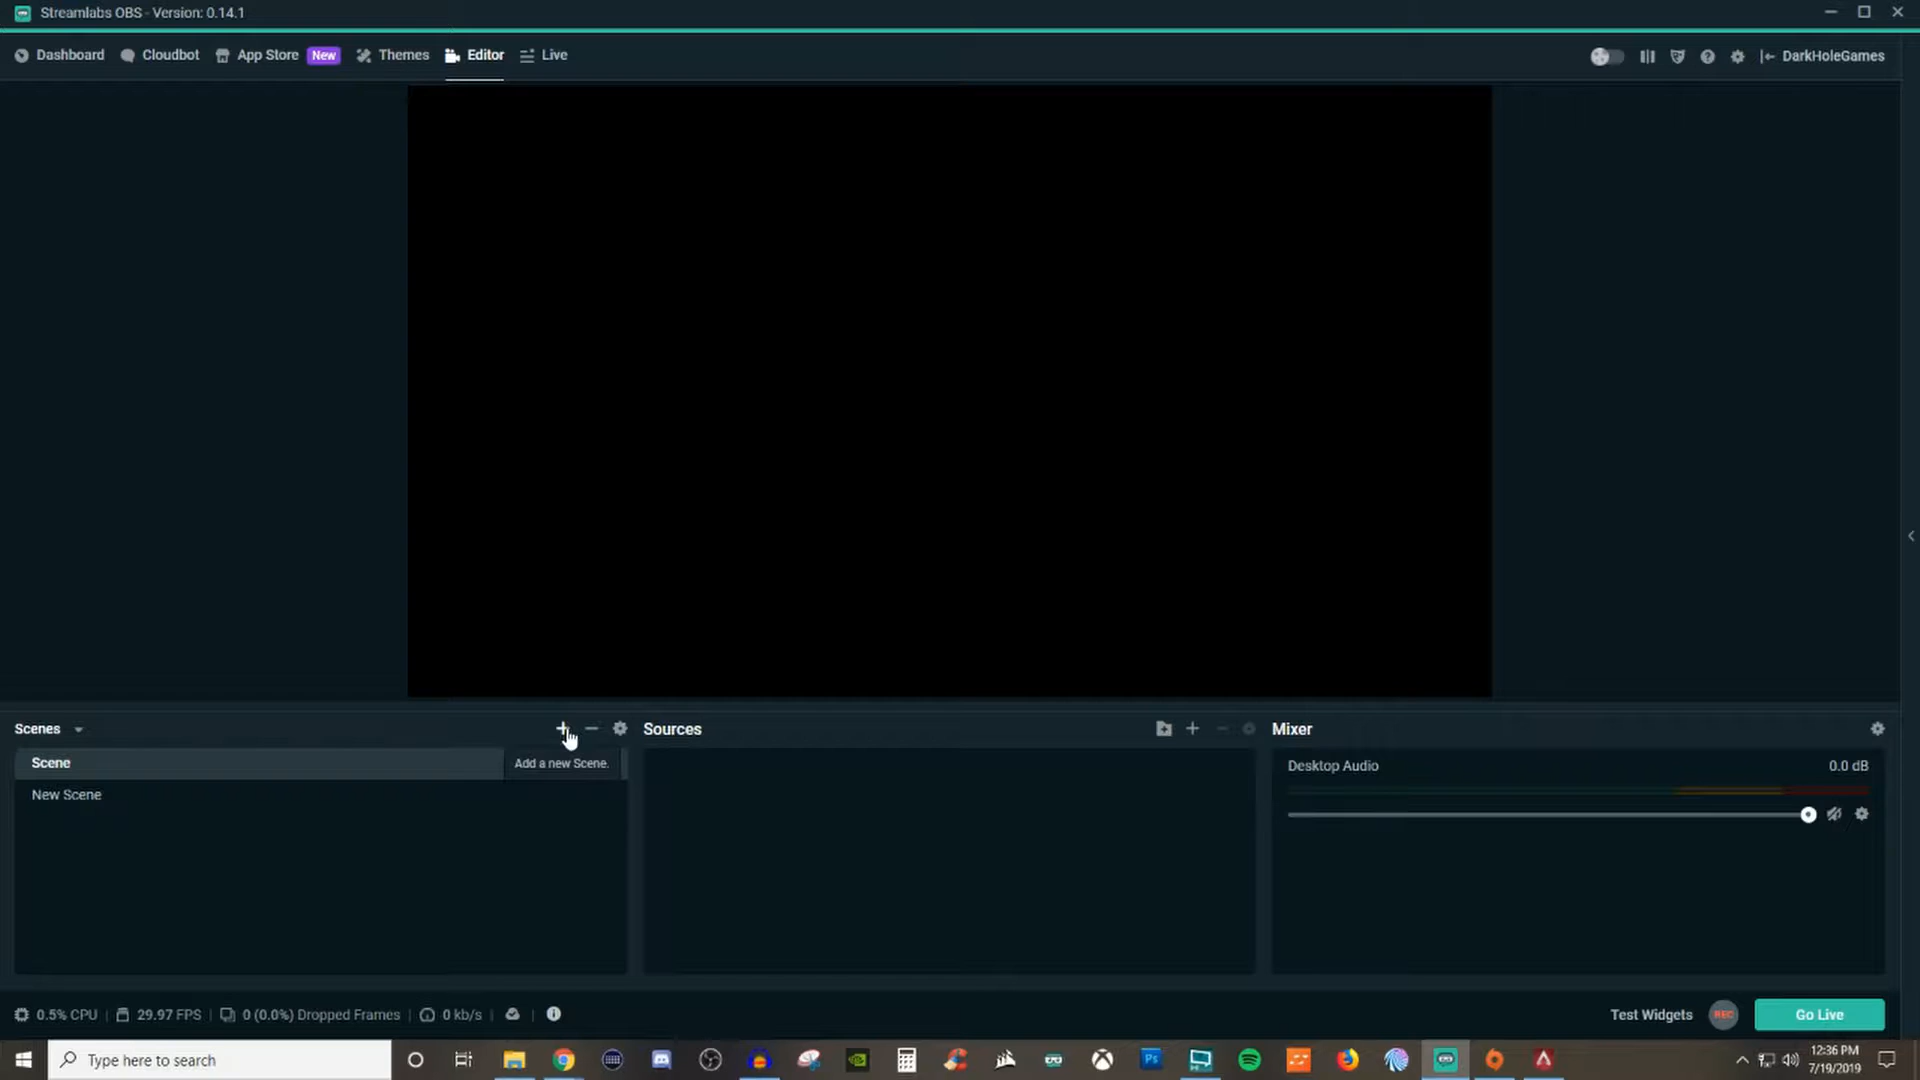 Streamlabs OBS - Version: 0.14.1
Dashboard Cloudbot App Store New Themes Editor Live DarkHoleGames
Scenes Sources Mixer
Scene Add a new Scene. Desktop Audio 0.0 dB
New Scene
0.5% CPU 29.97 FPS 0 (0.0%) Dropped Frames 0 kb/s Test Widgets REC Go Live
Type here to search Ps 12:36 PM
7/19/2019